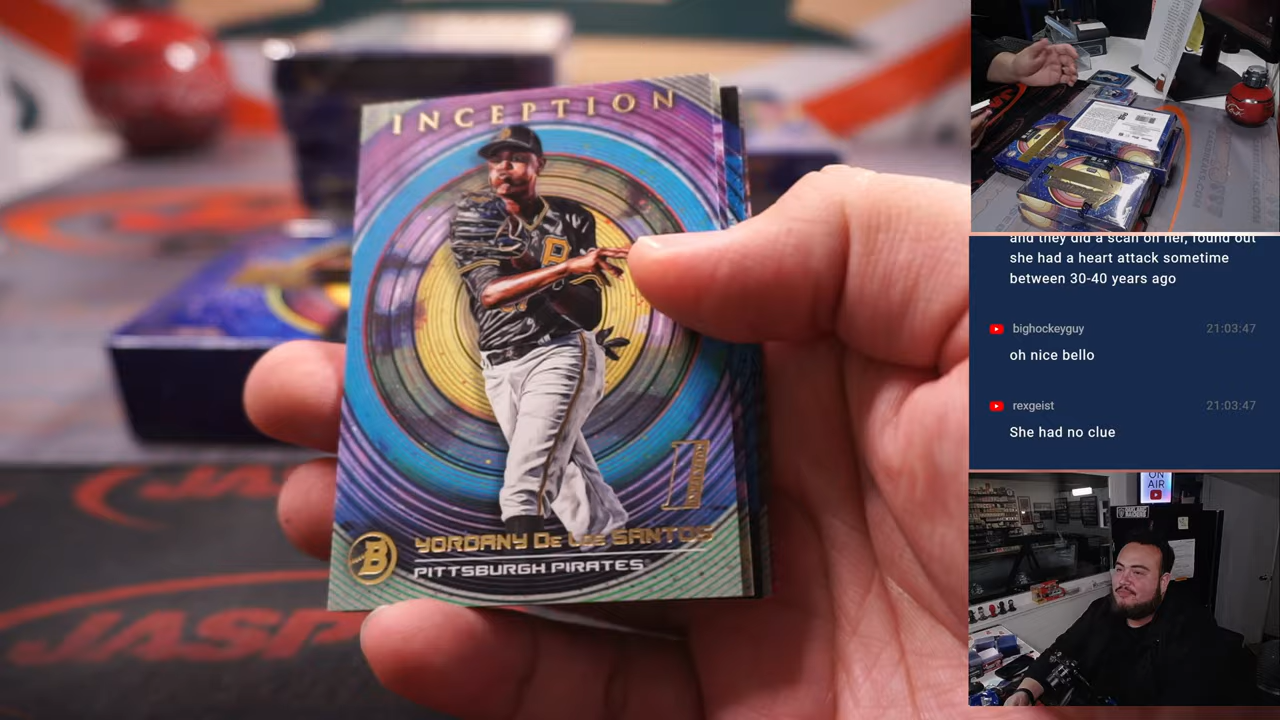 INCEPTION
YORDANY DE LOS SANTOS
PITTSBURGH PIRATES
B
P
JASP
and they did a scan on her, found out
she had a heart attack sometime
between 30-40 years ago
bighockeyguy 21:03:47
oh nice bello
rexgeist 21:03:47
She had no clue
ON
AIR